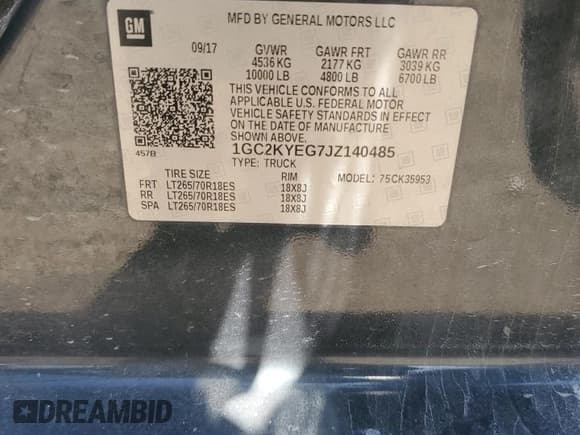 GM
MFD BY GENERAL MOTORS LLC
09/17 GVWR GAWR FRT GAWR RR
4536 KG 2177 KG 3039 KG
10000 LB 4800 LB 6700 LB
THIS VEHICLE CONFORMS TO ALL
APPLICABLE U.S. FEDERAL MOTOR
VEHICLE SAFETY STANDARDS IN EFFECT
ON THE DATE OF MANUFACTURE
SHOWN ABOVE.
457B
1GC2KYEG7JZ140485
TYPE: TRUCK
TIRE SIZE RIM MODEL: 75CK35953
FRT LT265/70R18ES 18X8J
RR LT265/70R18ES 18X8J
SPA LT265/70R18ES 18X8J
DREAMBID